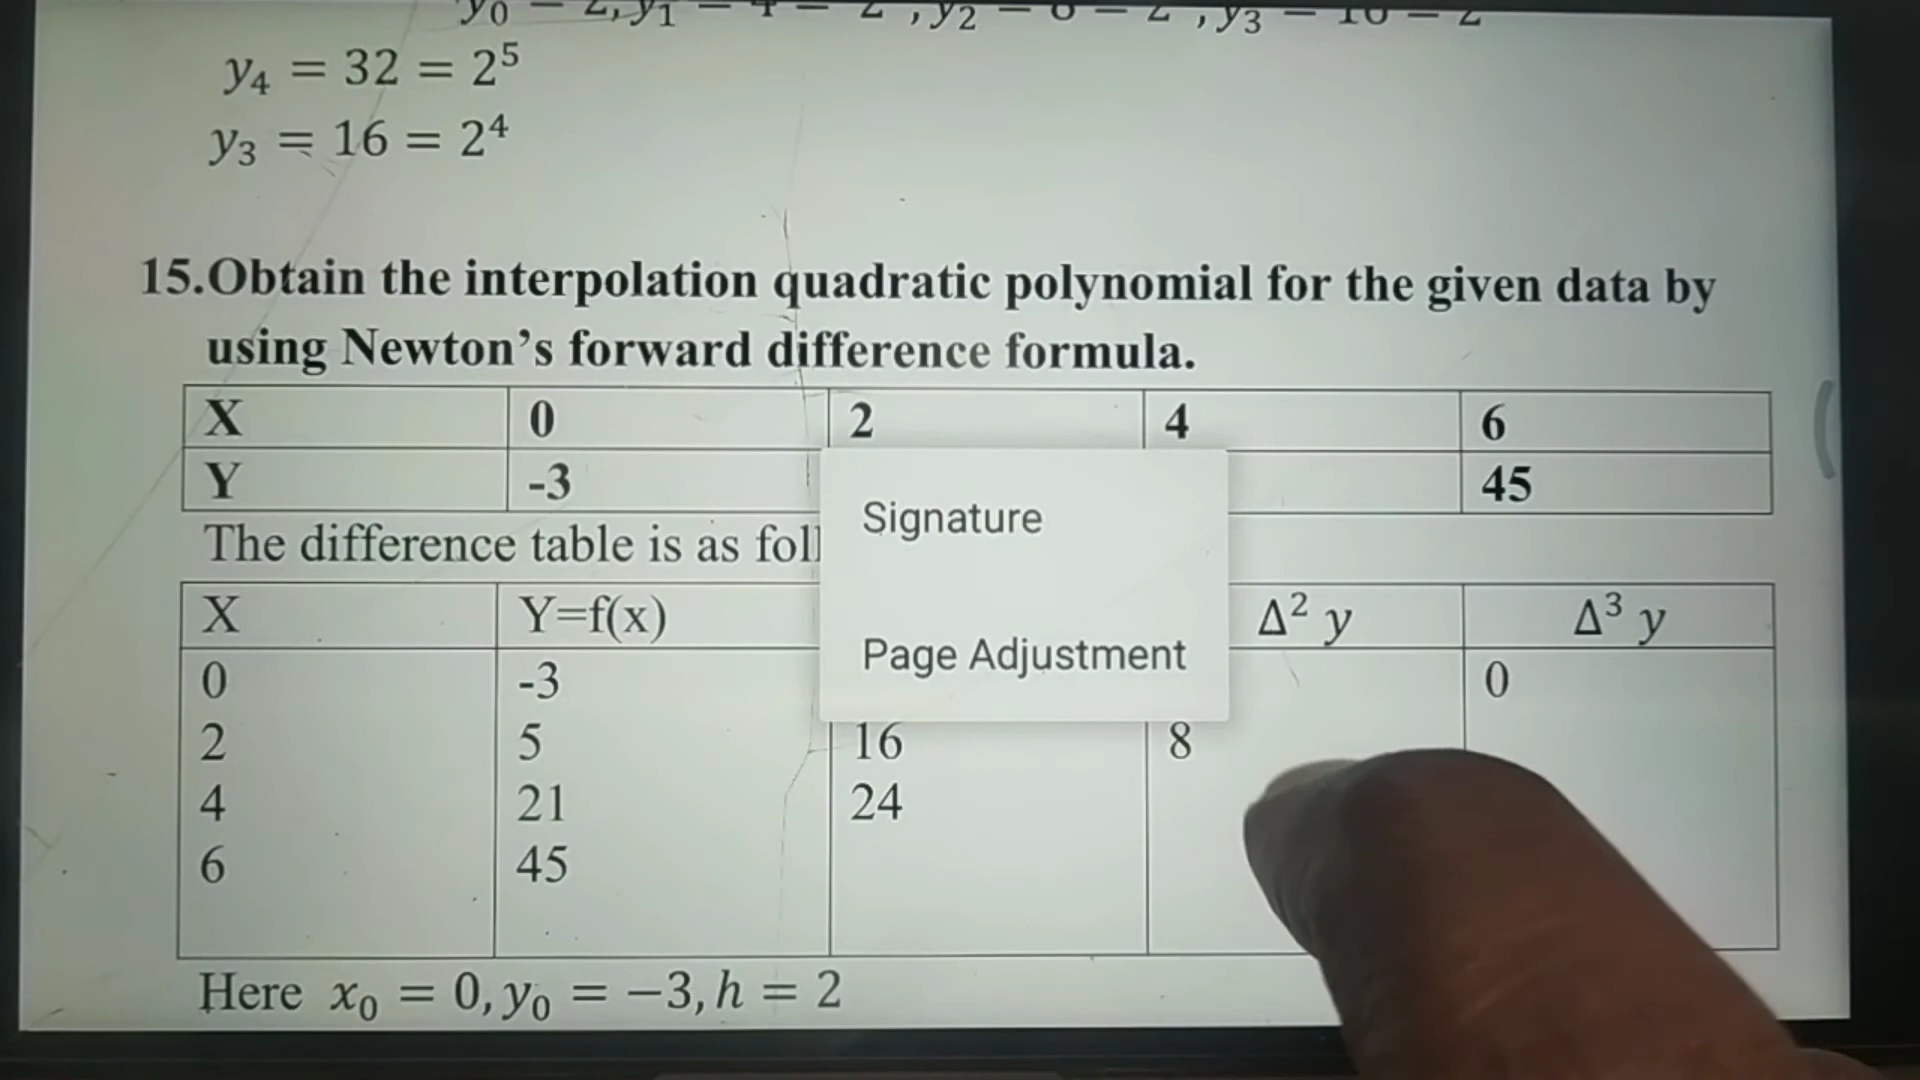 y₄ = 32 = 2⁵
y₃ = 16 = 2⁴
15.Obtain the interpolation quadratic polynomial for the given data by
using Newton's forward difference formula.
X 0 2 4 6
Y -3 45
The difference table is as
Signature
Page Adjustment
X Y=f(x) Δ² y Δ³ y
0 -3 0
2 5 16 8
4 21 24
6 45
Here x₀ = 0, y₀ = −3, h = 2